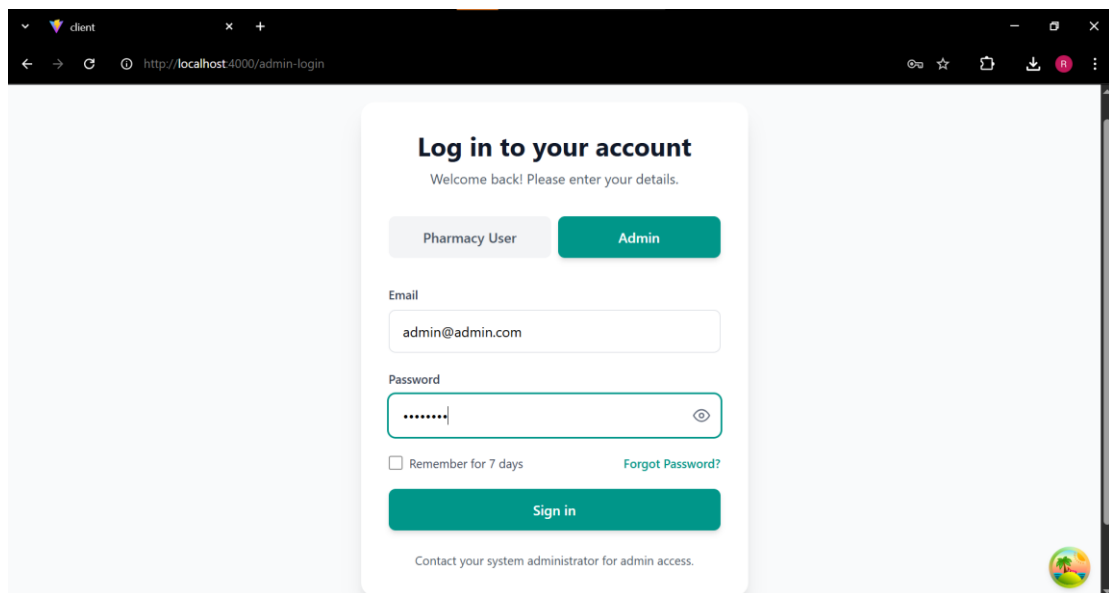 client
http://localhost:4000/admin-login
R
Log in to your account
Welcome back! Please enter your details.
Pharmacy User
Admin
Email
admin@admin.com
Password
••••••••
Remember for 7 days
Forgot Password?
Sign in
Contact your system administrator for admin access.